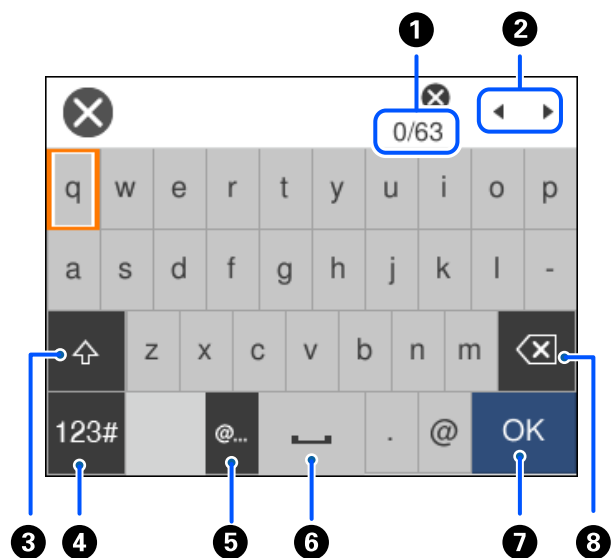 1 2
0/63
q w e r t y u i o p
a s d f g h j k l -
z x c v b n m
123# @... . @ OK
3 4 5 6 7 8